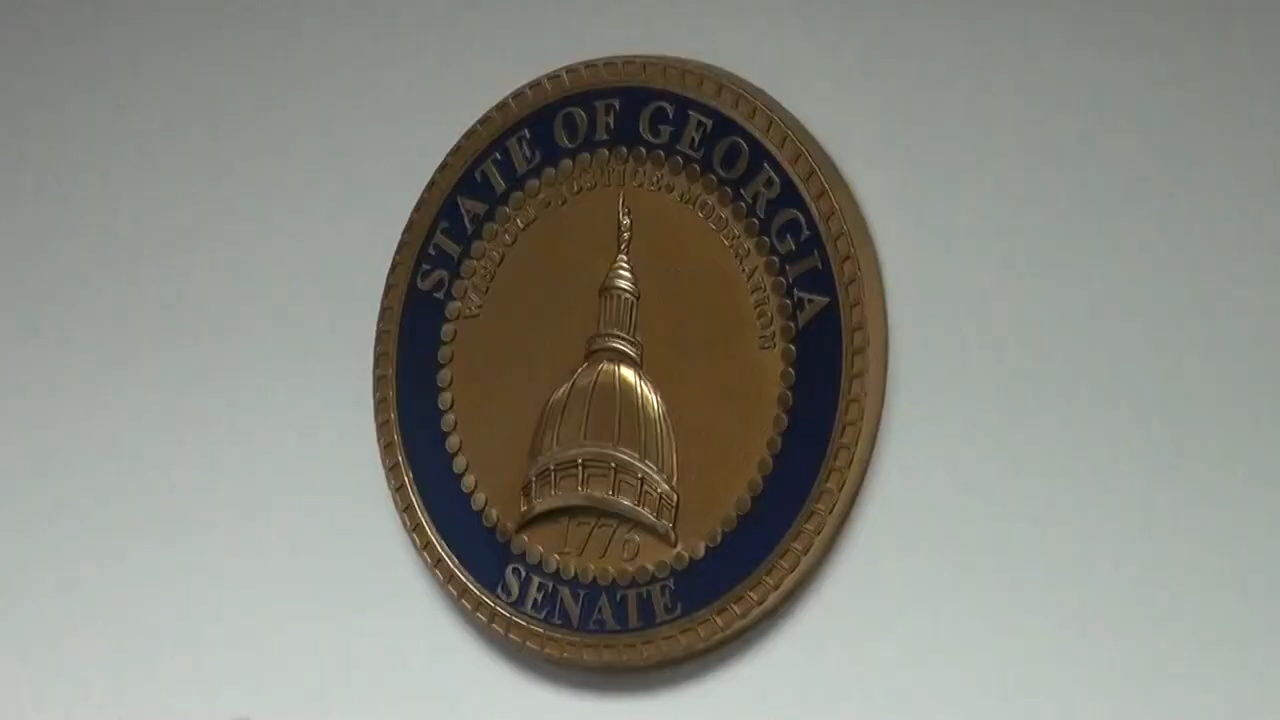 STATE OF GEORGIA
WISDOM · JUSTICE · MODERATION
1776
SENATE